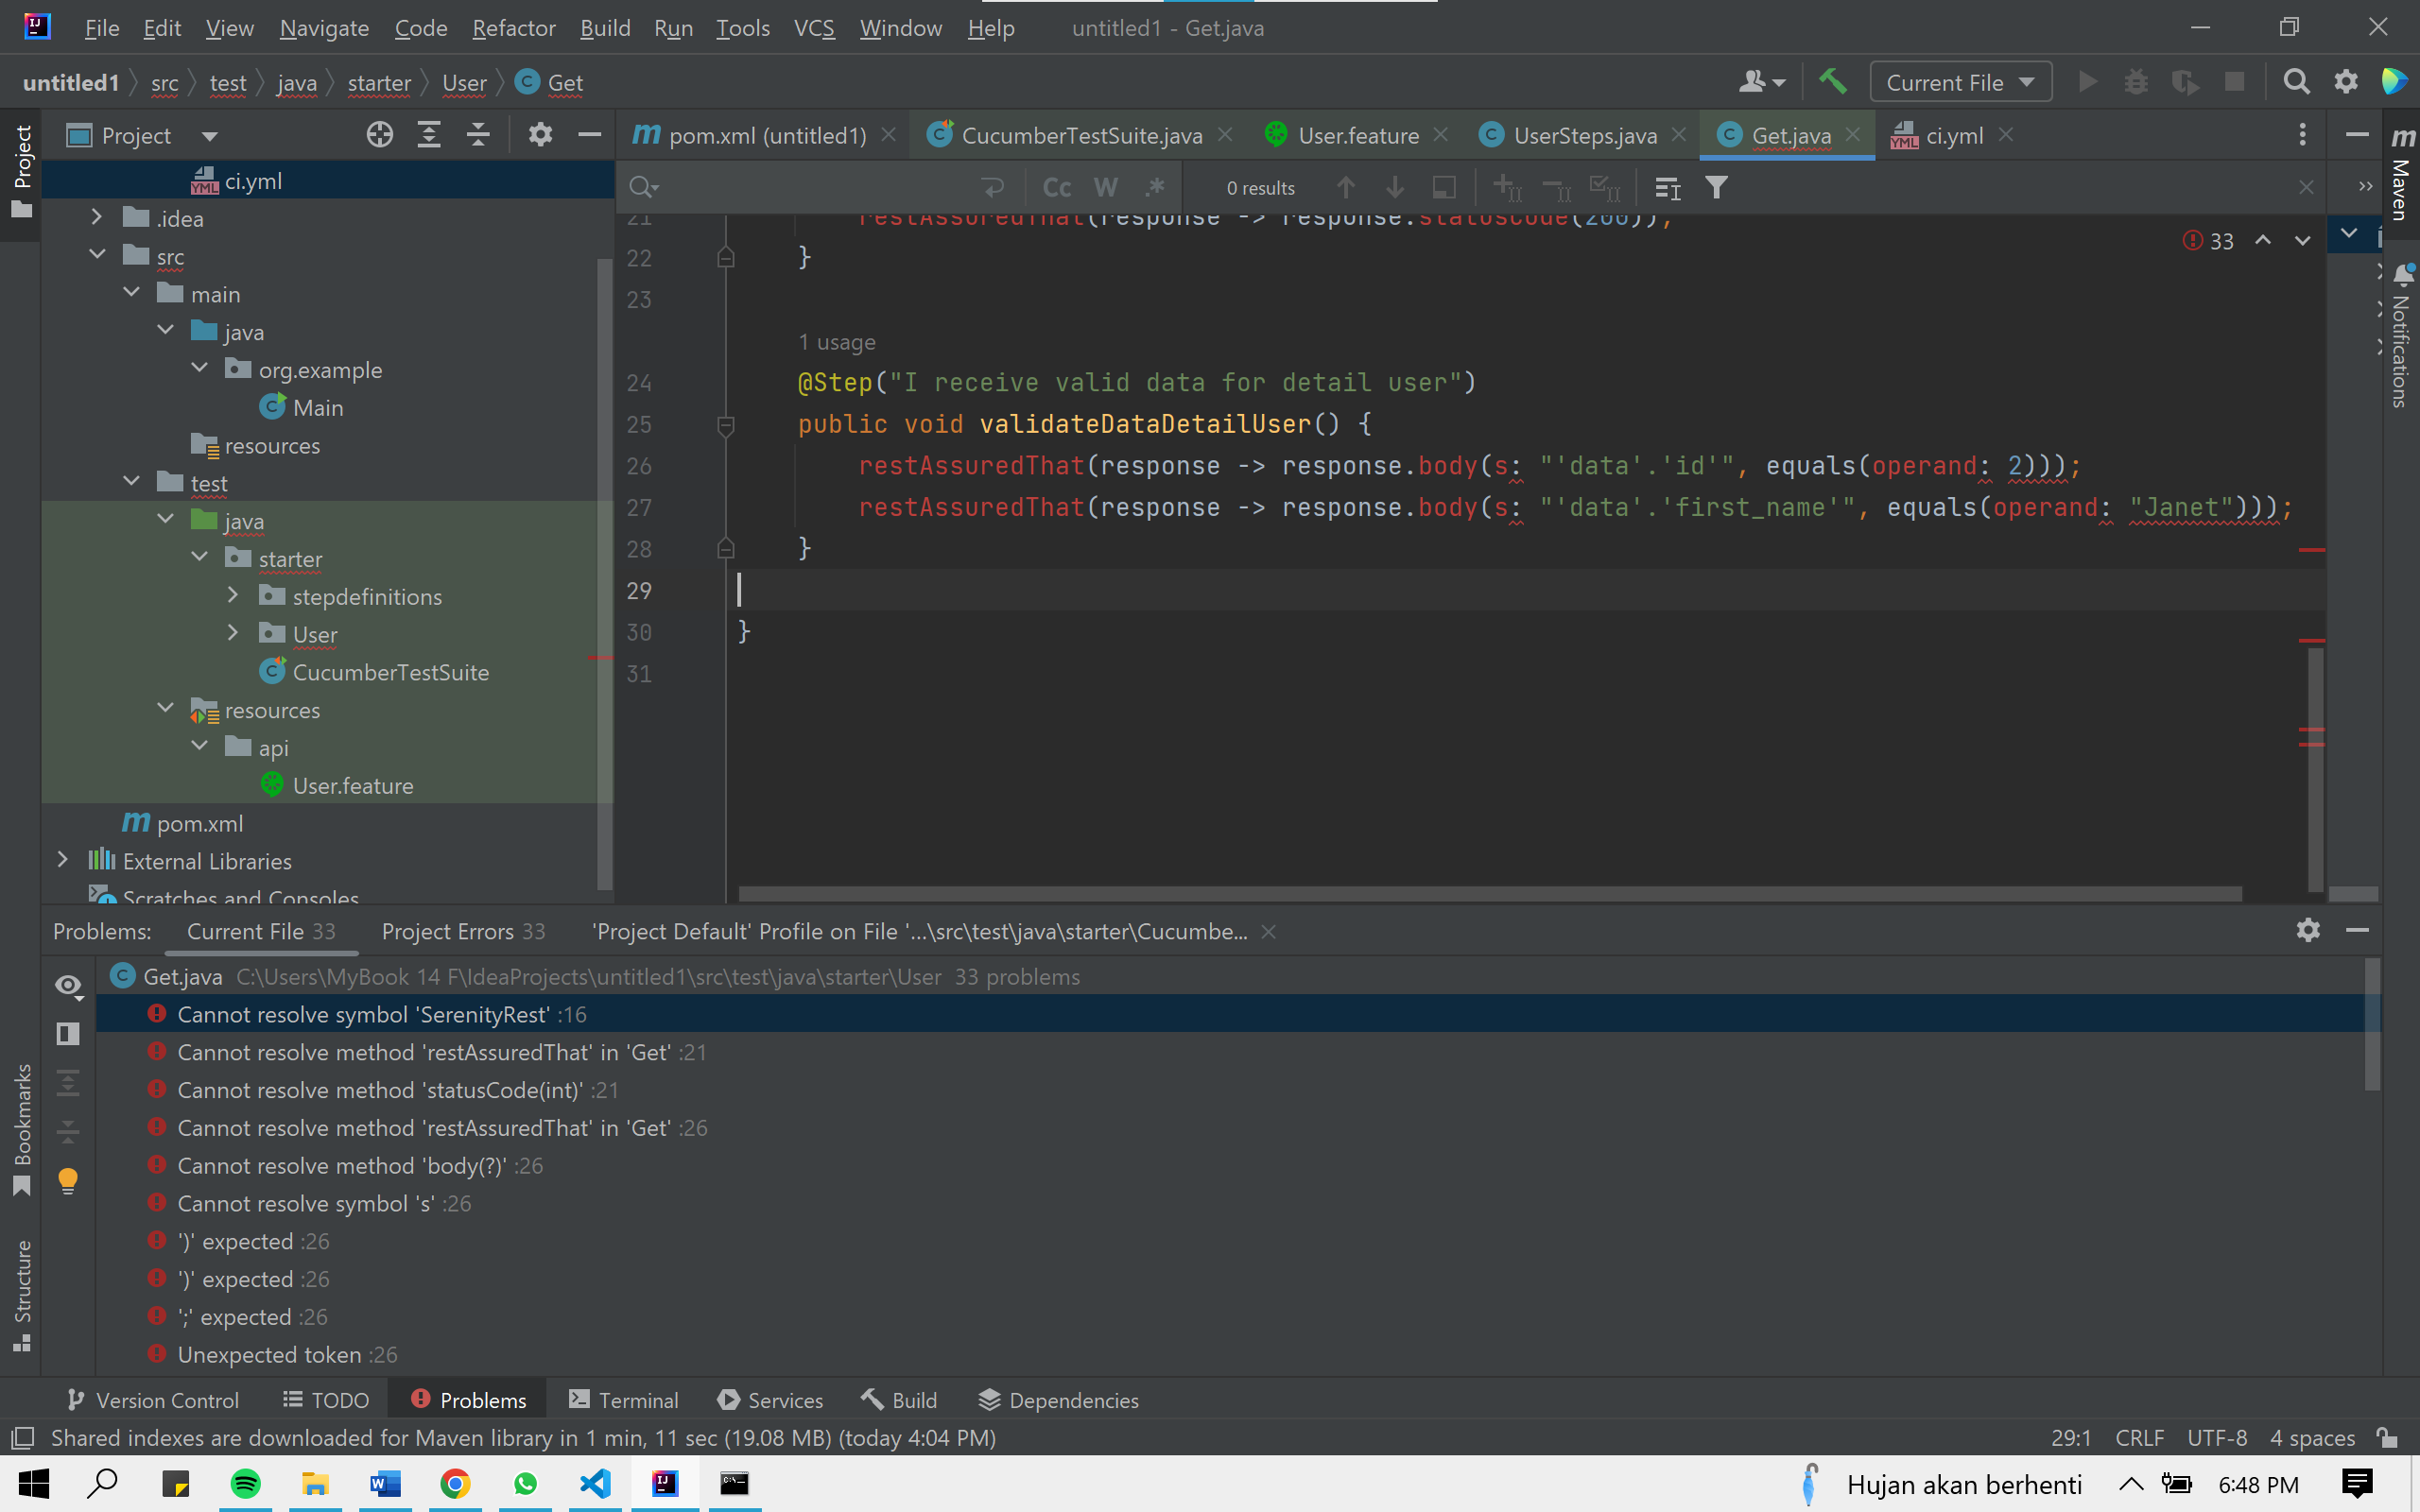 File Edit View Navigate Code Refactor Build Run Tools VCS Window Help untitled1 - Get.java
untitled1 src test java starter User Get Current File
Project pom.xml (untitled1) CucumberTestSuite.java User.feature UserSteps.java Get.java ci.yml
Project
Maven
Notifications
Cc W .* 0 results
ci.yml
.idea
src
main
java
org.example
Main
resources
test
java
starter
stepdefinitions
User
CucumberTestSuite
resources
api
User.feature
pom.xml
External Libraries
Scratches and Consoles
33
21 restAssuredThat(response -> response.statusCode(200));
22 }
23
1 usage
24 @Step("I receive valid data for detail user")
25 public void validateDataDetailUser() {
26 restAssuredThat(response -> response.body(s: "'data'.'id'", equals(operand: 2)));
27 restAssuredThat(response -> response.body(s: "'data'.'first_name'", equals(operand: "Janet")));
28 }
29
30 }
31
Problems: Current File 33 Project Errors 33 'Project Default' Profile on File '...\src\test\java\starter\Cucumbe...
Get.java C:\Users\MyBook 14 F\IdeaProjects\untitled1\src\test\java\starter\User 33 problems
Cannot resolve symbol 'SerenityRest' :16
Cannot resolve method 'restAssuredThat' in 'Get' :21
Cannot resolve method 'statusCode(int)' :21
Cannot resolve method 'restAssuredThat' in 'Get' :26
Cannot resolve method 'body(?)' :26
Cannot resolve symbol 's' :26
')' expected :26
')' expected :26
';' expected :26
Unexpected token :26
Bookmarks
Structure
Version Control TODO Problems Terminal Services Build Dependencies
Shared indexes are downloaded for Maven library in 1 min, 11 sec (19.08 MB) (today 4:04 PM) 29:1 CRLF UTF-8 4 spaces
Hujan akan berhenti 6:48 PM